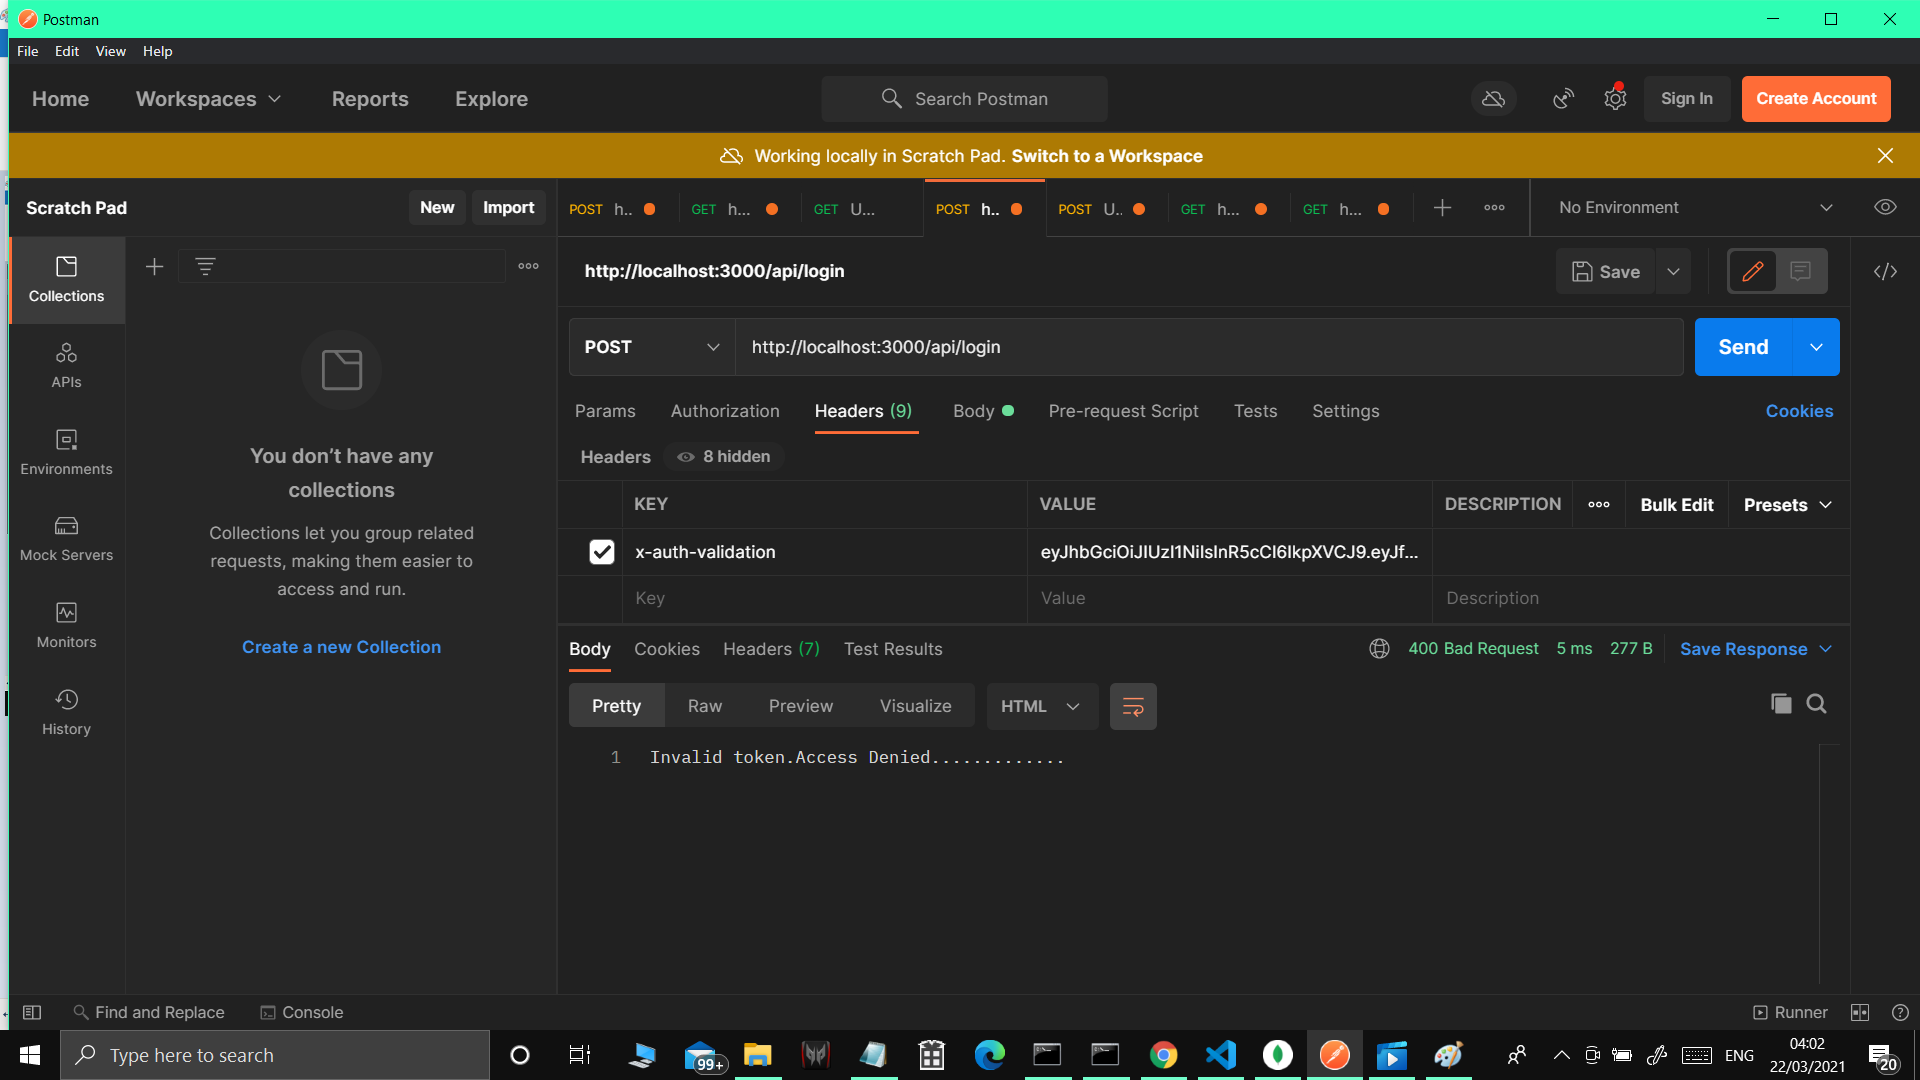 Postman
File Edit View Help
Home Workspaces Reports Explore Search Postman Sign In Create Account
Working locally in Scratch Pad. Switch to a Workspace
Scratch Pad New Import
POST h.. GET h... GET U... POST h.. POST U.. GET h... GET h... No Environment
Collections
APIs
Environments
Mock Servers
Monitors
History
You don't have any
collections
Collections let you group related
requests, making them easier to
access and run.
Create a new Collection
http://localhost:3000/api/login Save
POST http://localhost:3000/api/login Send
Params Authorization Headers (9) Body Pre-request Script Tests Settings Cookies
Headers 8 hidden
KEY VALUE DESCRIPTION Bulk Edit Presets
x-auth-validation eyJhbGciOiJIUzI1NiIsInR5cCI6IkpXVCJ9.eyJf...
Key Value Description
Body Cookies Headers (7) Test Results 400 Bad Request 5 ms 277 B Save Response
Pretty Raw Preview Visualize HTML
1 Invalid token.Access Denied.............
Find and Replace Console Runner
Type here to search 99+ ENG 04:02
22/03/2021 20